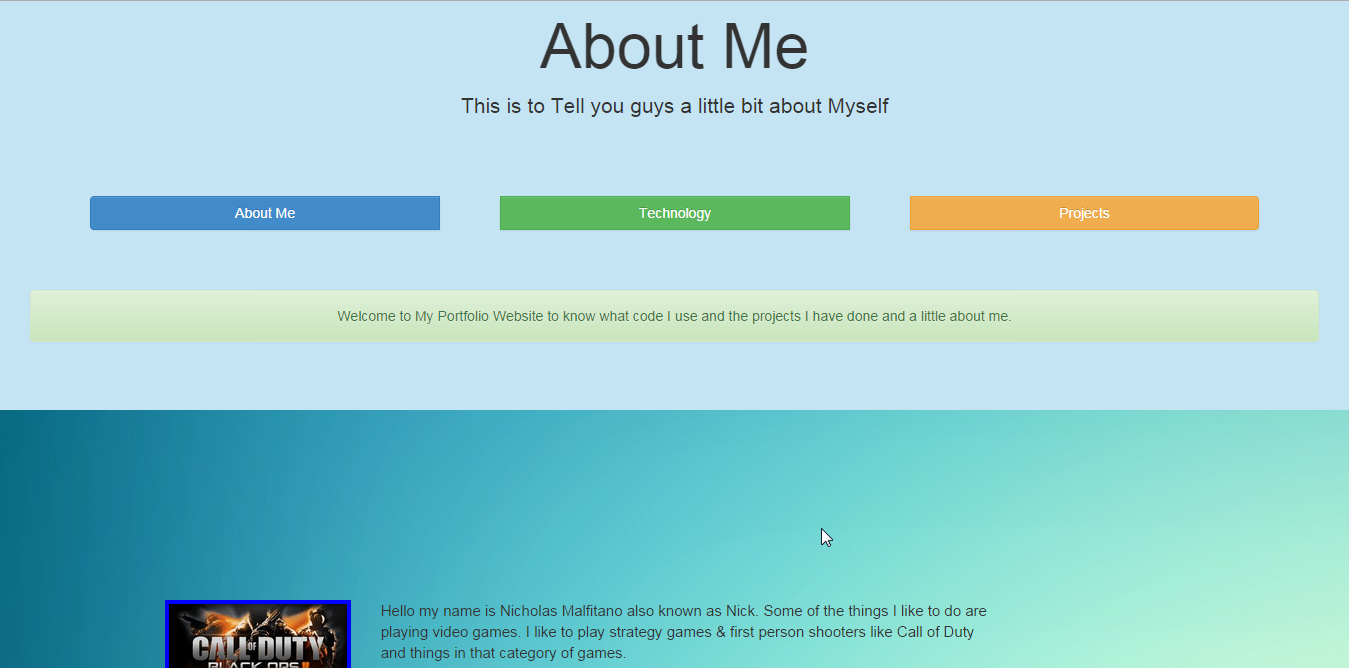 About Me
This is to Tell you guys a little bit about Myself
About Me
Technology
Projects
Welcome to My Portfolio Website to know what code I use and the projects I have done and a little about me.
CALL OF DUTY
BLACK OPS II
Hello my name is Nicholas Malfitano also known as Nick. Some of the things I like to do are
playing video games. I like to play strategy games & first person shooters like Call of Duty
and things in that category of games.